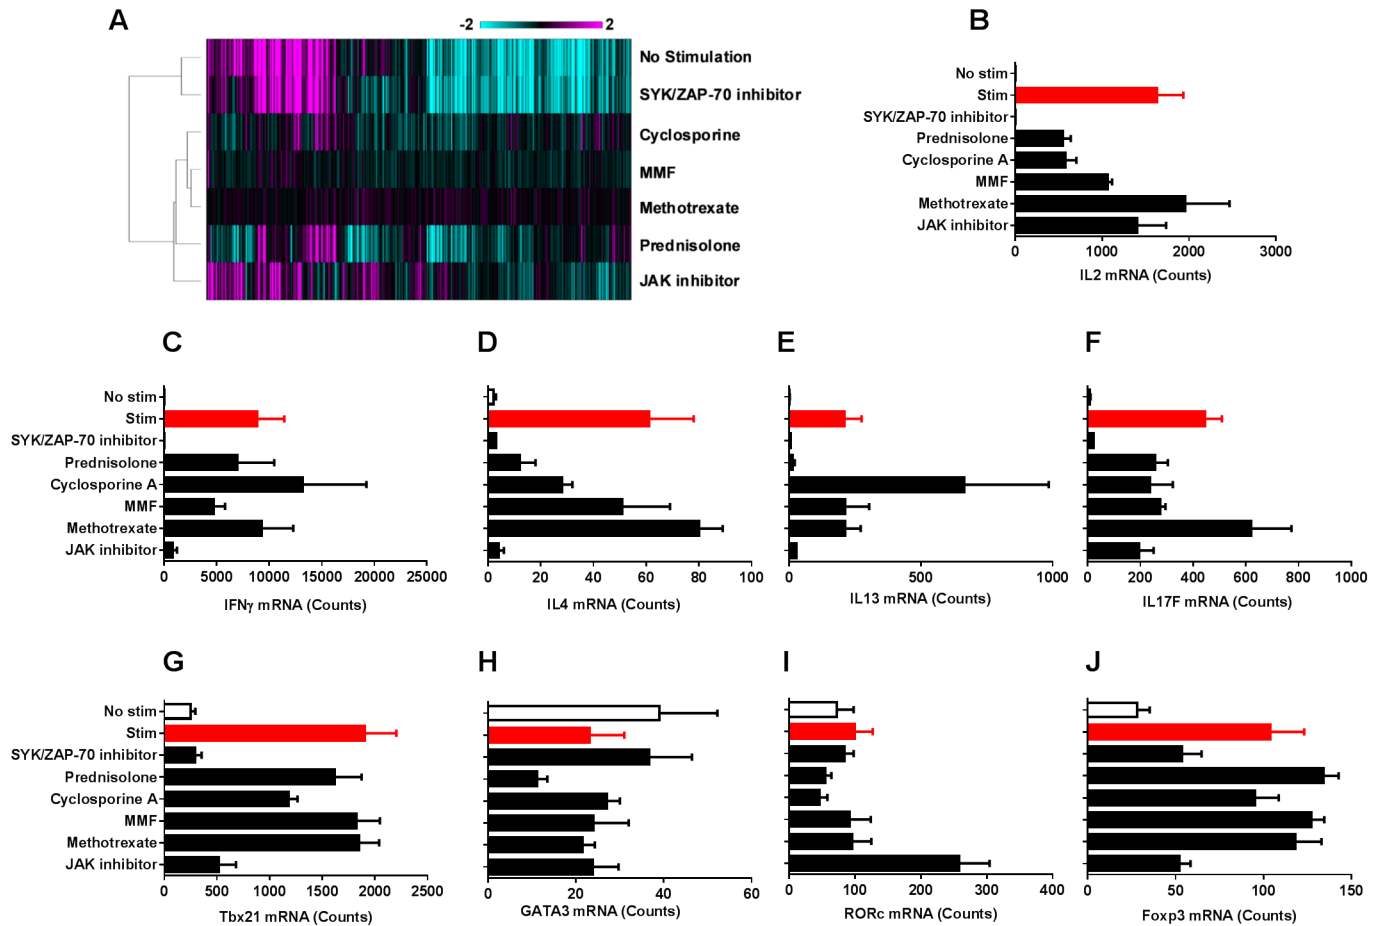 A
-2
2
No Stimulation
SYK/ZAP-70 inhibitor
Cyclosporine
MMF
Methotrexate
Prednisolone
JAK inhibitor
B
No stim
Stim
SYK/ZAP-70 inhibitor
Prednisolone
Cyclosporine A
MMF
Methotrexate
JAK inhibitor
0 1000 2000 3000
IL2 mRNA (Counts)
C
No stim
Stim
SYK/ZAP-70 inhibitor
Prednisolone
Cyclosporine A
MMF
Methotrexate
JAK inhibitor
0 5000 10000 15000 20000 25000
IFNγ mRNA (Counts)
D
0 20 40 60 80 100
IL4 mRNA (Counts)
E
0 500 1000
IL13 mRNA (Counts)
F
0 200 400 600 800 1000
IL17F mRNA (Counts)
G
No stim
Stim
SYK/ZAP-70 inhibitor
Prednisolone
Cyclosporine A
MMF
Methotrexate
JAK inhibitor
0 500 1000 1500 2000 2500
Tbx21 mRNA (Counts)
H
0 20 40 60
GATA3 mRNA (Counts)
I
0 100 200 300 400
RORc mRNA (Counts)
J
0 50 100 150
Foxp3 mRNA (Counts)